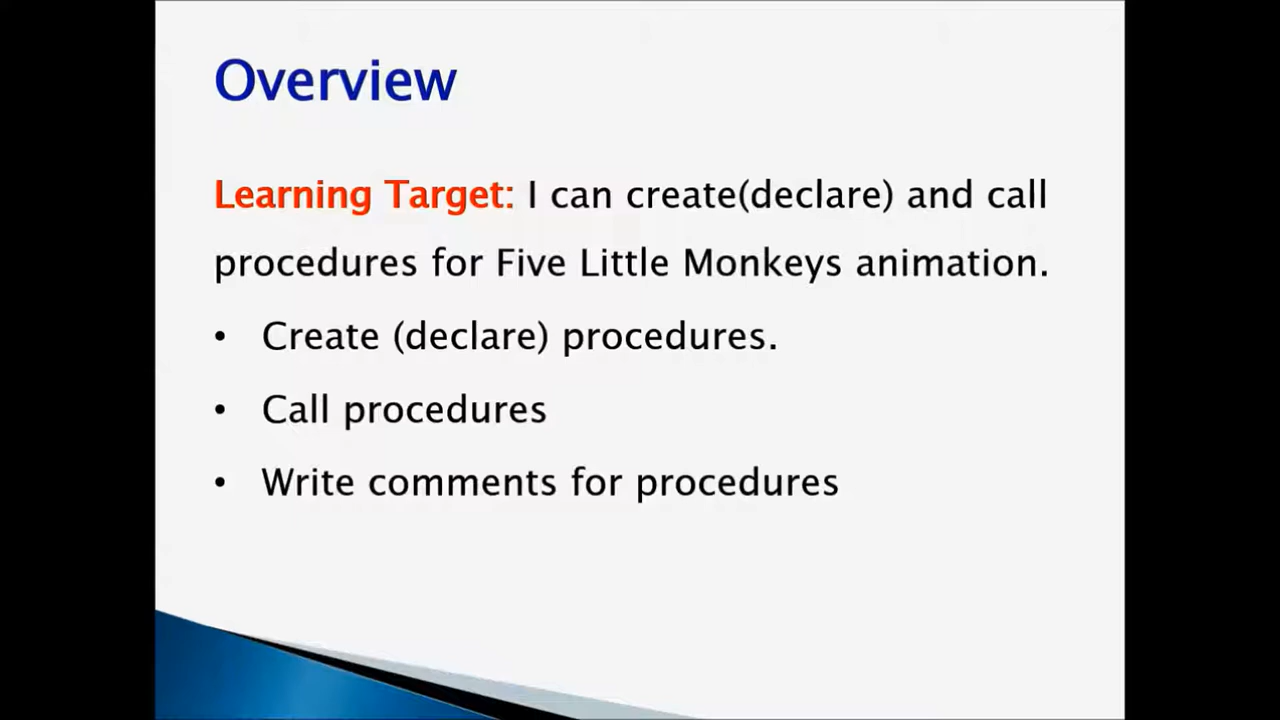 Overview
Learning Target: I can create(declare) and call
procedures for Five Little Monkeys animation.
• Create (declare) procedures.
• Call procedures
• Write comments for procedures